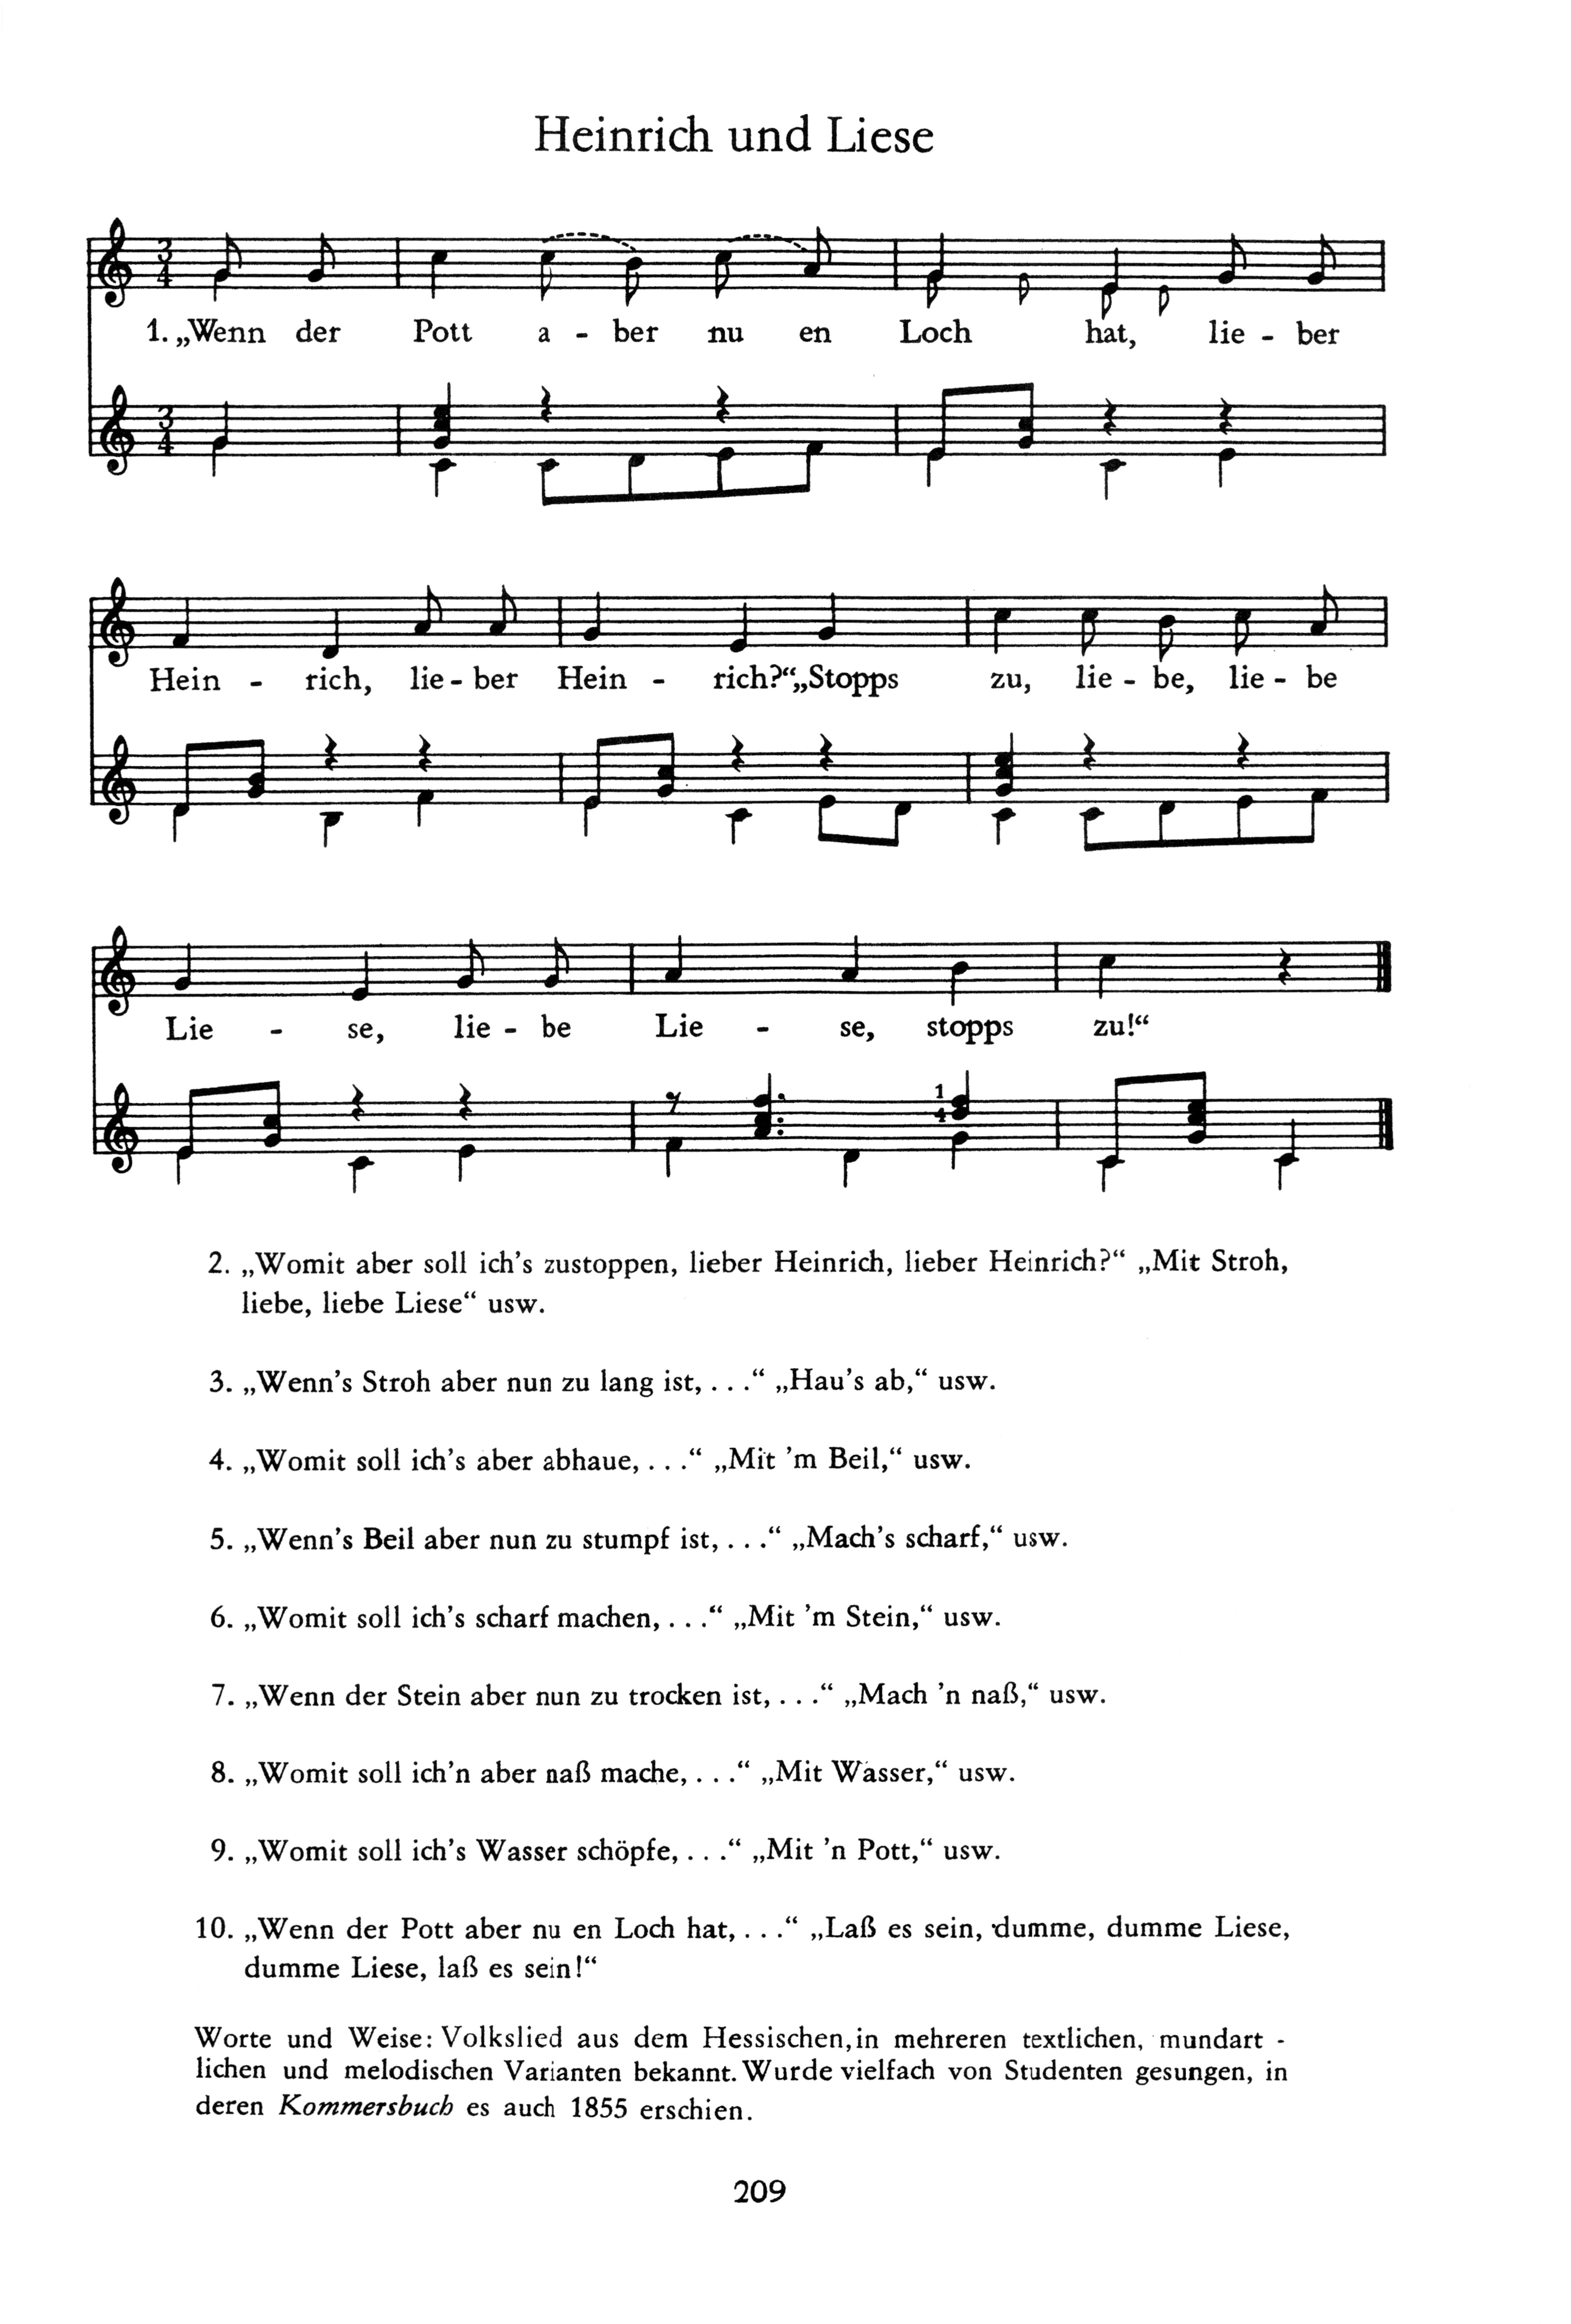 Heinrich und Liese
1. „Wenn der Pott a - ber nu en Loch hat, lie - ber
Hein - rich, lie - ber Hein - rich?“„Stopps zu, lie - be, lie - be
Lie - se, lie - be Lie - se, stopps zu!“
1
4
2. „Womit aber soll ich's zustoppen, lieber Heinrich, lieber Heinrich?“ „Mit Stroh,
liebe, liebe Liese“ usw.
3. „Wenn's Stroh aber nun zu lang ist, . . .“ „Hau's ab,“ usw.
4. „Womit soll ich's aber abhaue, . . .“ „Mit 'm Beil,“ usw.
5. „Wenn's Beil aber nun zu stumpf ist, . . .“ „Mach's scharf,“ usw.
6. „Womit soll ich's scharf machen, . . .“ „Mit 'm Stein,“ usw.
7. „Wenn der Stein aber nun zu trocken ist, . . .“ „Mach 'n naß,“ usw.
8. „Womit soll ich'n aber naß mache, . . .“ „Mit Wasser,“ usw.
9. „Womit soll ich's Wasser schöpfe, . . .“ „Mit 'n Pott,“ usw.
10. „Wenn der Pott aber nu en Loch hat, . . .“ „Laß es sein, dumme, dumme Liese,
dumme Liese, laß es sein!“
Worte und Weise: Volkslied aus dem Hessischen, in mehreren textlichen, mundart -
lichen und melodischen Varianten bekannt. Wurde vielfach von Studenten gesungen, in
deren Kommersbuch es auch 1855 erschien.
209